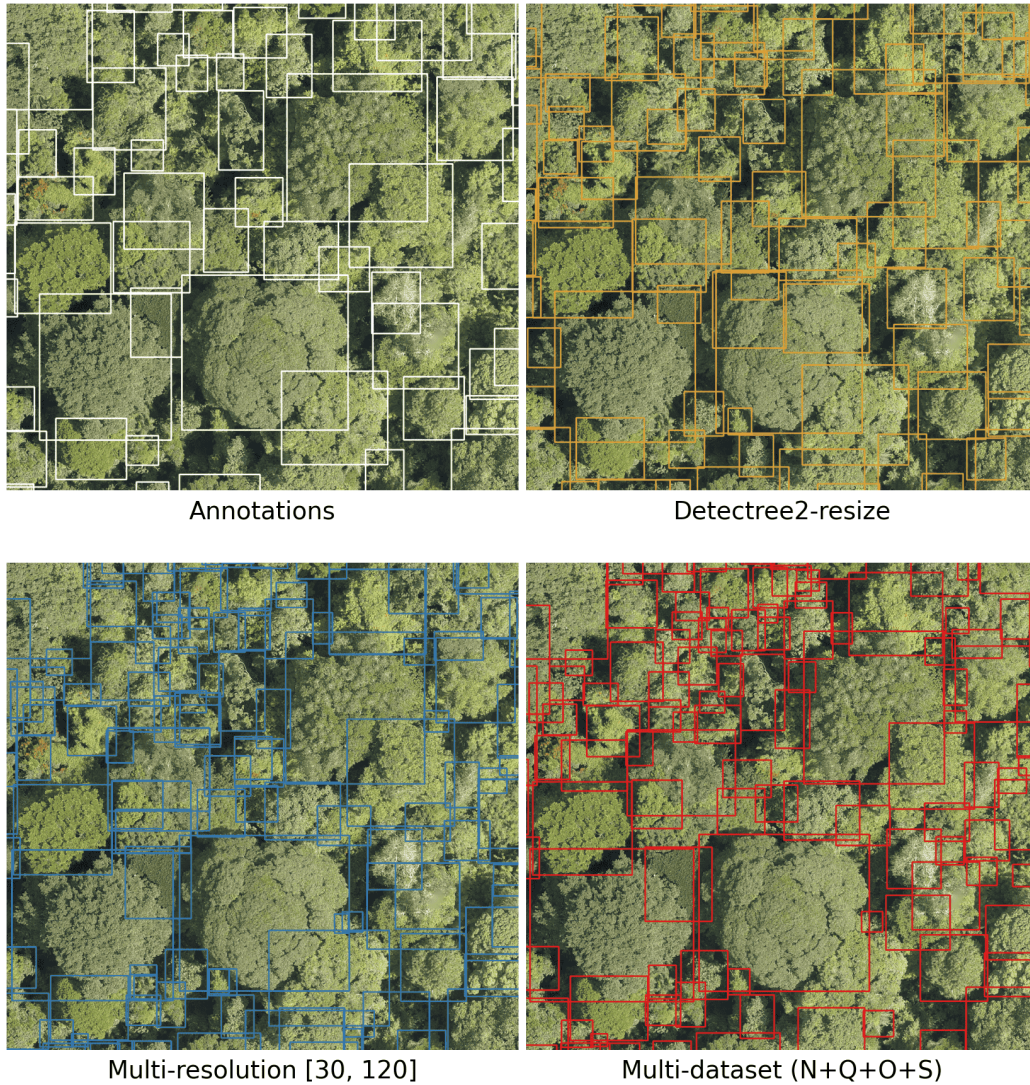 Annotations
Detectree2-resize
Multi-resolution [30, 120]
Multi-dataset (N+Q+O+S)